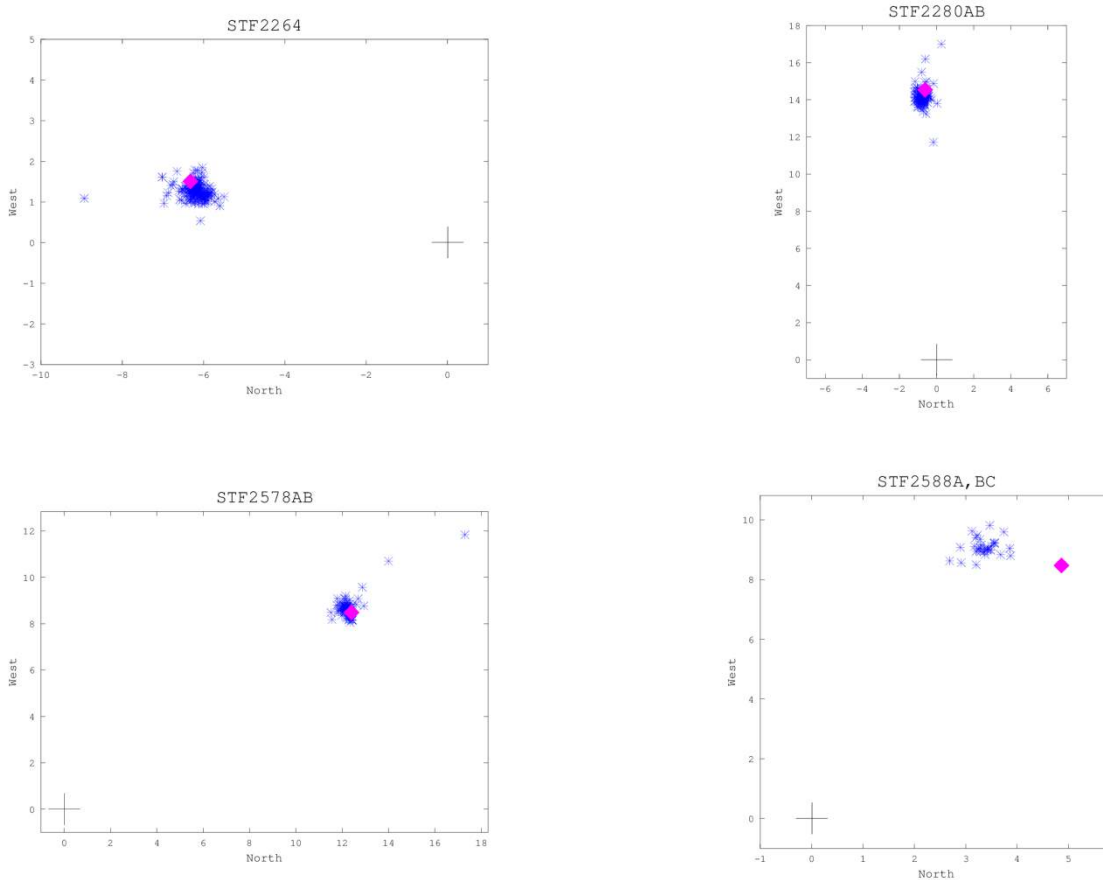 STF2264
5
4
3
2
1
0
-1
-2
-3
West
-10 -8 -6 -4 -2 0
North
STF2280AB
18
16
14
12
10
8
6
4
2
0
West
-6 -4 -2 0 2 4 6
North
STF2578AB
12
10
8
6
4
2
0
West
0 2 4 6 8 10 12 14 16 18
North
STF2588A,BC
10
8
6
4
2
0
West
-1 0 1 2 3 4 5
North